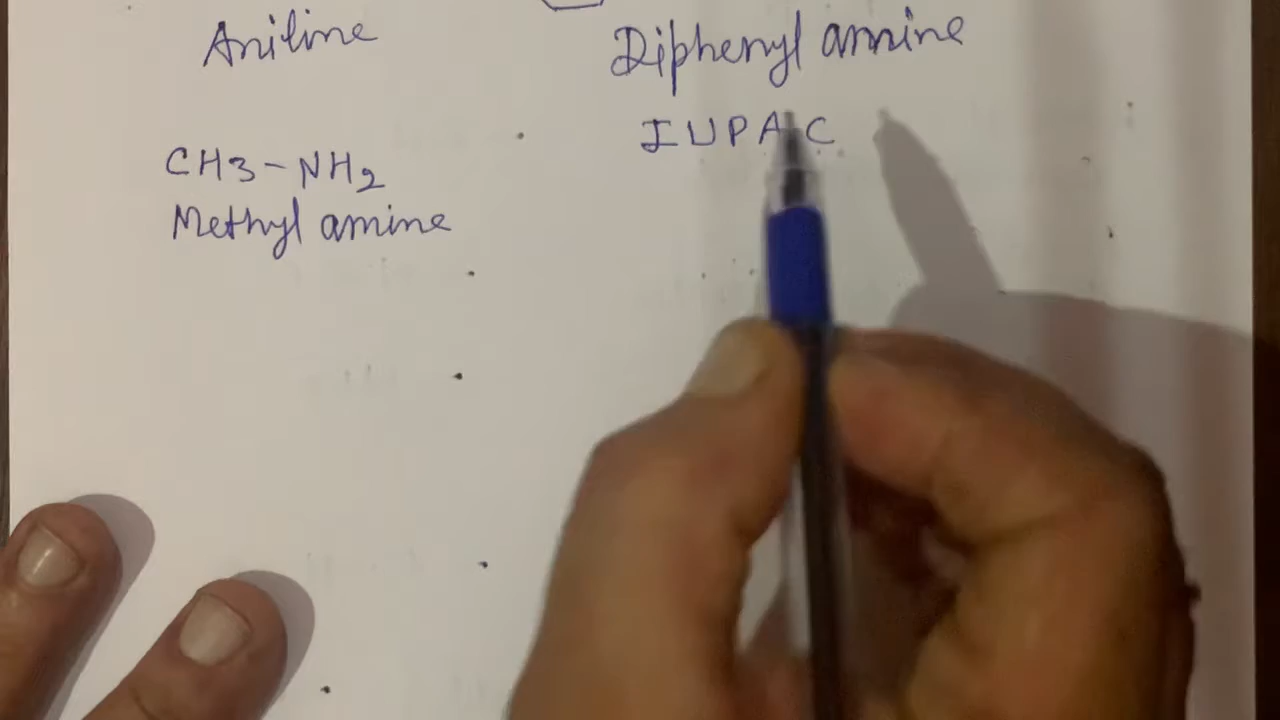 Aniline
Diphenyl amine
IUPAC
CH3-NH2
Methyl amine